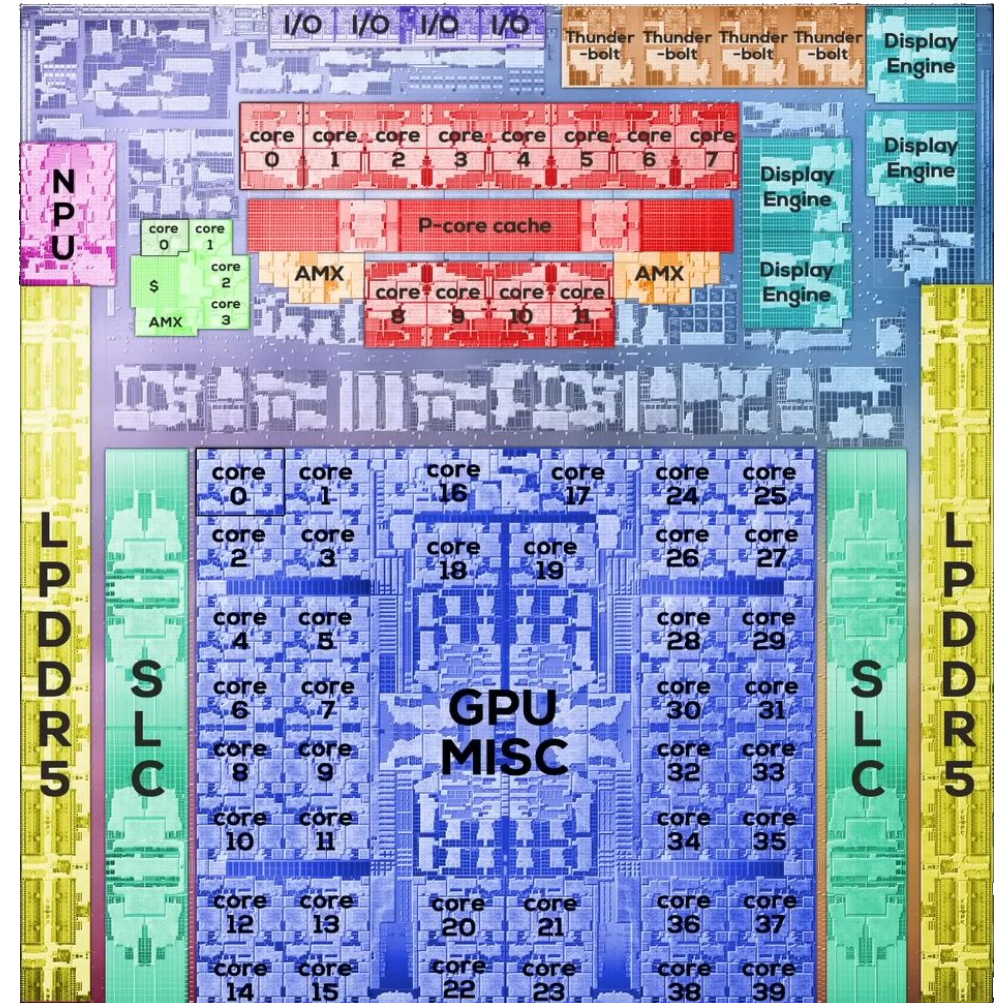 I/O I/O I/O I/O
Thunder Thunder Thunder Thunder
-bolt -bolt -bolt -bolt
Display
Engine
core core core core core core core core
0 1 2 3 4 5 6 7
Display
Engine
Display
Engine
NPU
P-core cache
core core
0 1
core
2
$
core
3
AMX
AMX
AMX
core core core core
8 9 10 11
Display
Engine
LPDDR5
SLC
core core core core core core
0 1 16 17 24 25
core core core core core core
2 3 18 19 26 27
core core core core
4 5 28 29
core core core core
6 7 30 31
GPU
MISC
core core core core
8 9 32 33
core core core core
10 11 34 35
core core core core core core
12 13 20 21 36 37
core core core core core core
14 15 22 23 38 39
SLC
LPDDR5